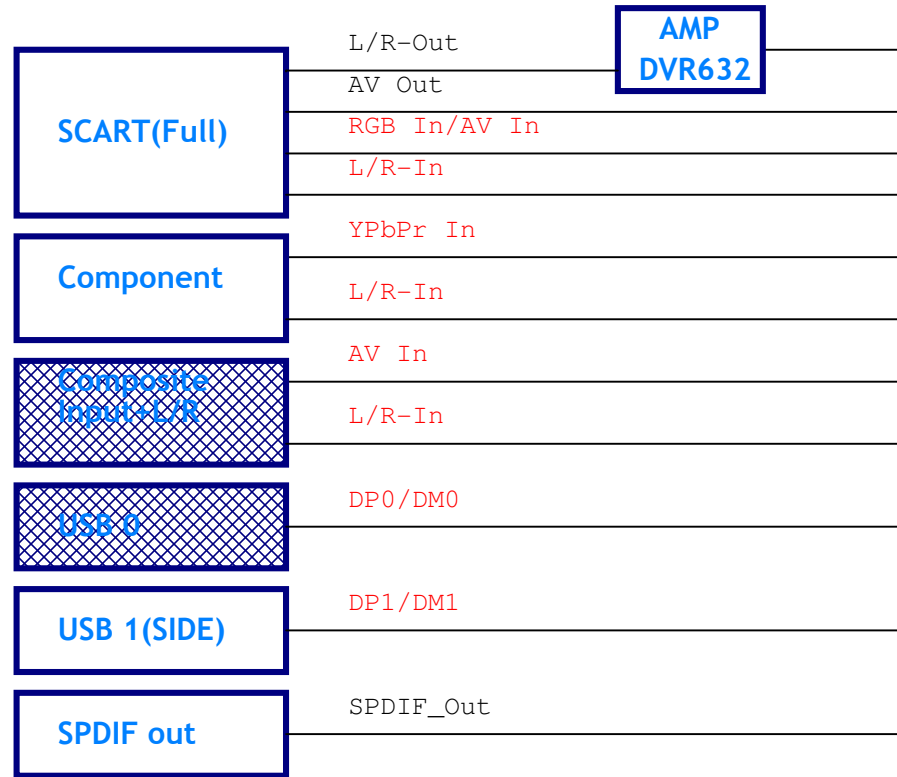 L/R-Out
AMP
DVR632
AV Out
SCART(Full)
RGB In/AV In
L/R-In
YPbPr In
Component
L/R-In
AV In
Composite
Input+L/R
L/R-In
DP0/DM0
USB 0
DP1/DM1
USB 1(SIDE)
SPDIF_Out
SPDIF out